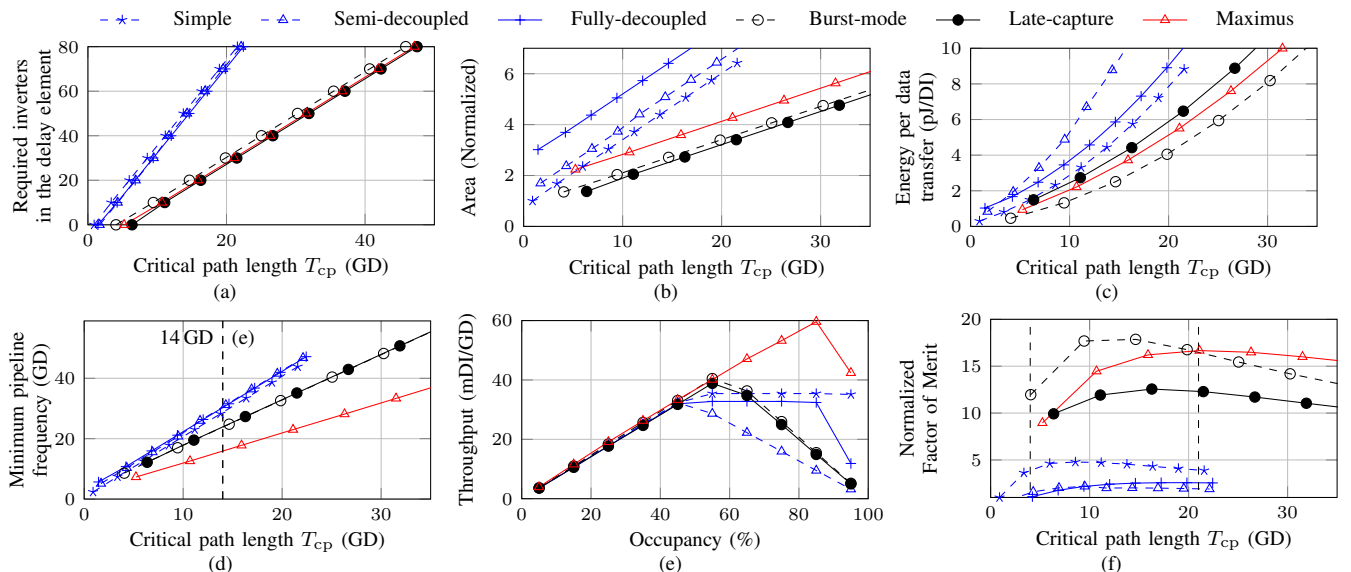 Simple Semi-decoupled Fully-decoupled Burst-mode Late-capture Maximus
Required inverters
in the delay element
80
60
40
20
0
0 20 40
Critical path length Tcp (GD)
(a)
Area (Normalized)
6
4
2
0
0 10 20 30
Critical path length Tcp (GD)
(b)
Energy per data
transfer (pJ/DI)
10
8
6
4
2
0
0 10 20 30
Critical path length Tcp (GD)
(c)
Minimum pipeline
frequency (GD)
40
20
0
14 GD (e)
0 10 20 30
Critical path length Tcp (GD)
(d)
Throughput (mDI/GD)
60
40
20
0
0 20 40 60 80 100
Occupancy (%)
(e)
Normalized
Factor of Merit
20
15
10
5
0 10 20 30
Critical path length Tcp (GD)
(f)